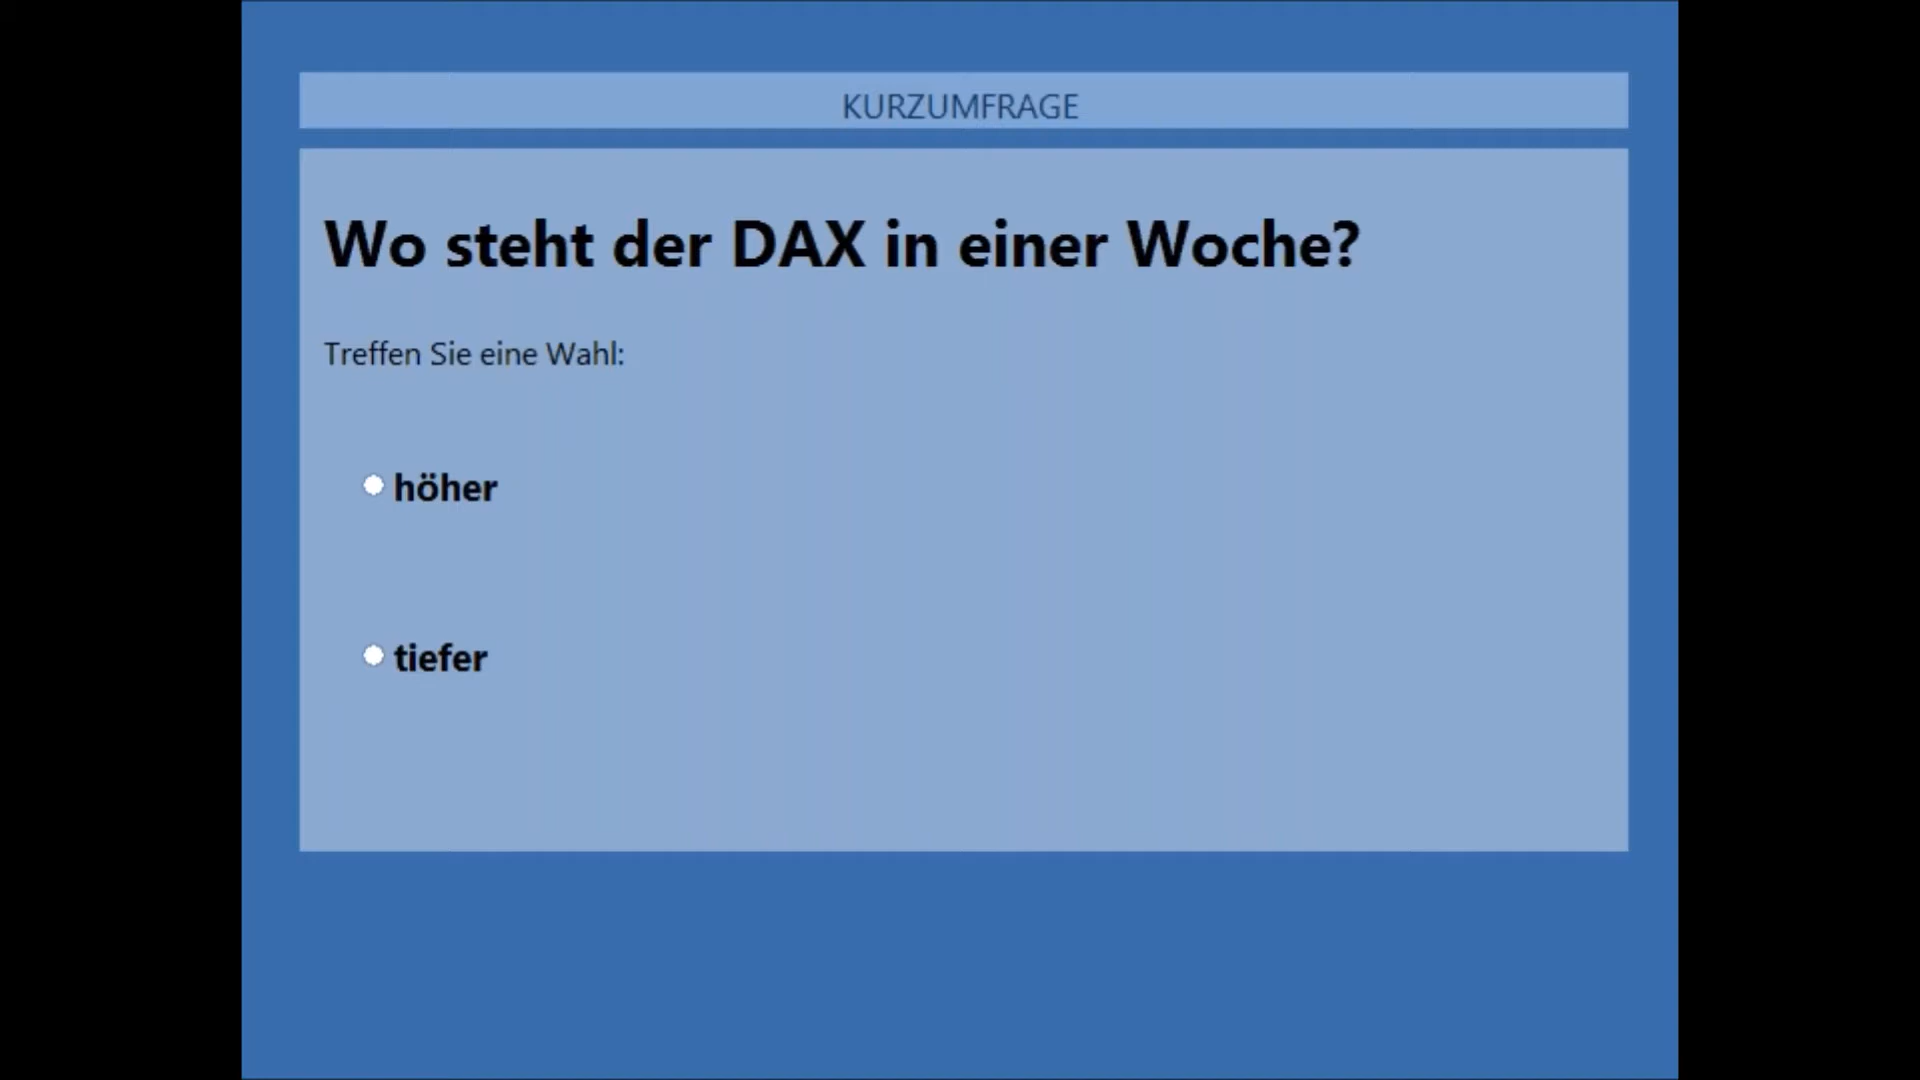 KURZUMFRAGE
Wo steht der DAX in einer Woche?
Treffen Sie eine Wahl:
höher
tiefer